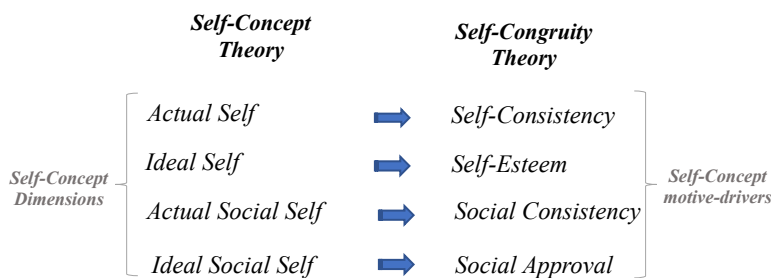 Self-Concept
Theory
Self-Congruity
Theory
Actual Self
Self-Consistency
Ideal Self
Self-Esteem
Self-Concept
Dimensions
Self-Concept
motive-drivers
Actual Social Self
Social Consistency
Ideal Social Self
Social Approval